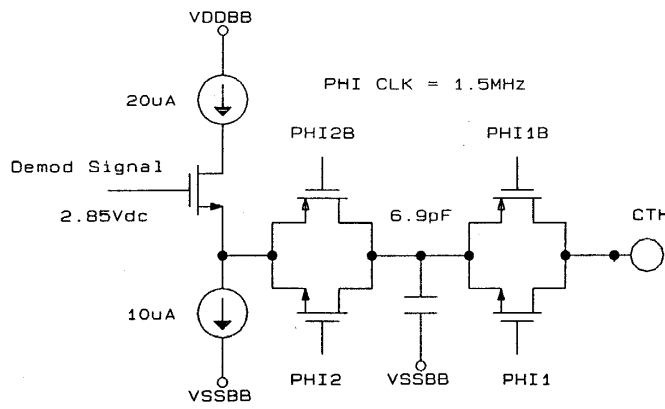 VDDBB
20uA
PHI CLK = 1.5MHz
PHI2B
PHI1B
Demod Signal
2.85Vdc
6.9pF
CTH
10uA
PHI2
VSSBB
PHI1
VSSBB